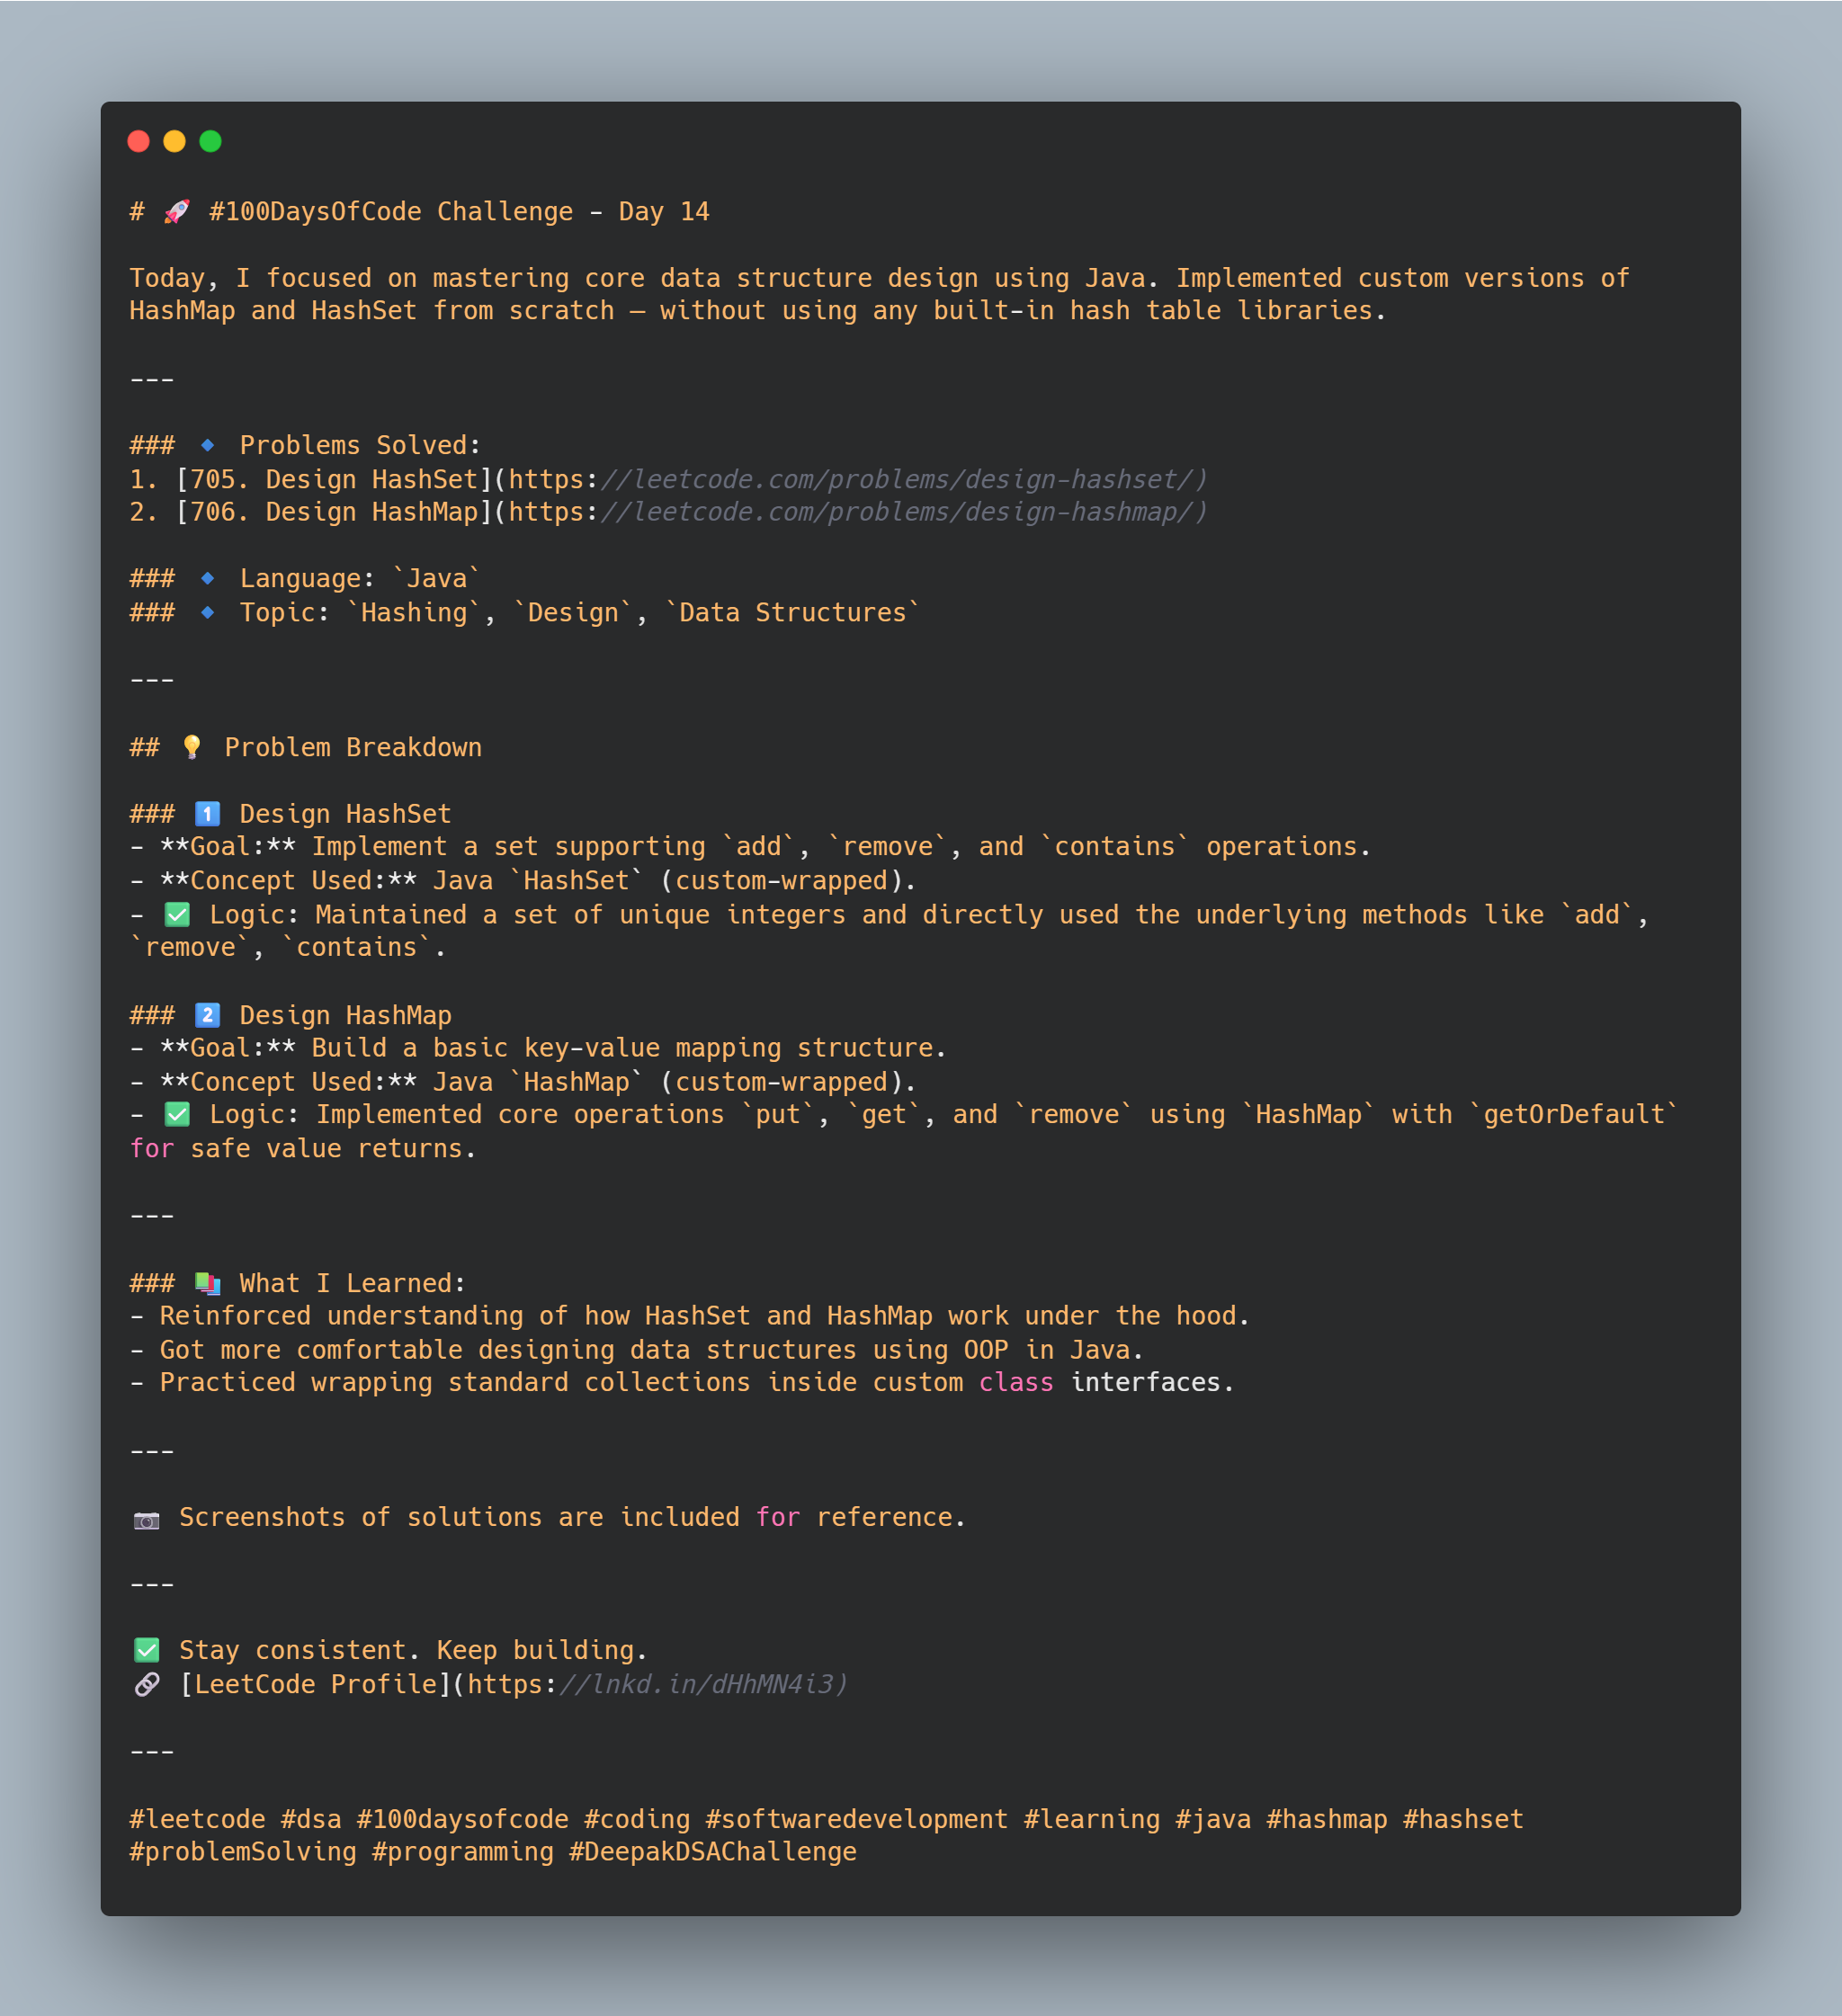 # 🚀 #100DaysOfCode Challenge - Day 14
Today, I focused on mastering core data structure design using Java. Implemented custom versions of
HashMap and HashSet from scratch — without using any built-in hash table libraries.
---
### 🔹 Problems Solved:
1. [705. Design HashSet](https://leetcode.com/problems/design-hashset/)
2. [706. Design HashMap](https://leetcode.com/problems/design-hashmap/)
### 🔹 Language: `Java`
### 🔹 Topic: `Hashing`, `Design`, `Data Structures`
---
## 💡 Problem Breakdown
### 1️⃣ Design HashSet
- **Goal:** Implement a set supporting `add`, `remove`, and `contains` operations.
- **Concept Used:** Java `HashSet` (custom-wrapped).
- ✅ Logic: Maintained a set of unique integers and directly used the underlying methods like `add`,
`remove`, `contains`.
### 2️⃣ Design HashMap
- **Goal:** Build a basic key-value mapping structure.
- **Concept Used:** Java `HashMap` (custom-wrapped).
- ✅ Logic: Implemented core operations `put`, `get`, and `remove` using `HashMap` with `getOrDefault`
for safe value returns.
---
### 📚 What I Learned:
- Reinforced understanding of how HashSet and HashMap work under the hood.
- Got more comfortable designing data structures using OOP in Java.
- Practiced wrapping standard collections inside custom class interfaces.
---
📷 Screenshots of solutions are included for reference.
---
✅ Stay consistent. Keep building.
🔗 [LeetCode Profile](https://lnkd.in/dHhMN4i3)
---
#leetcode #dsa #100daysofcode #coding #softwaredevelopment #learning #java #hashmap #hashset
#problemSolving #programming #DeepakDSAChallenge